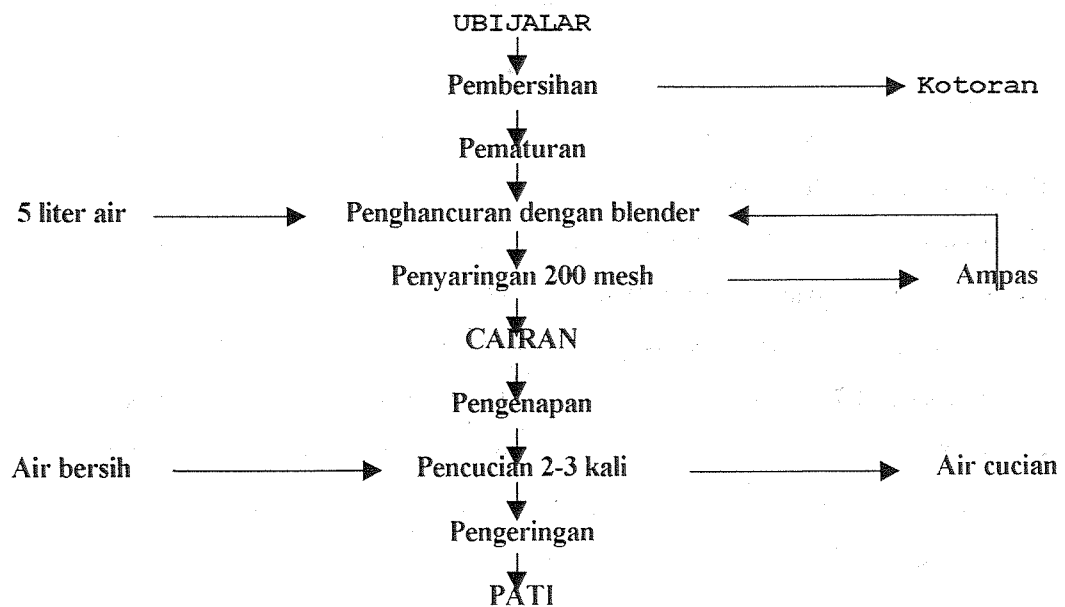 UBIJALAR
Pembersihan Kotoran
Pematuran
5 liter air Penghancuran dengan blender
Penyaringan 200 mesh Ampas
CAIRAN
Pengenapan
Air bersih Pencucian 2-3 kali Air cucian
Pengeringan
PATI